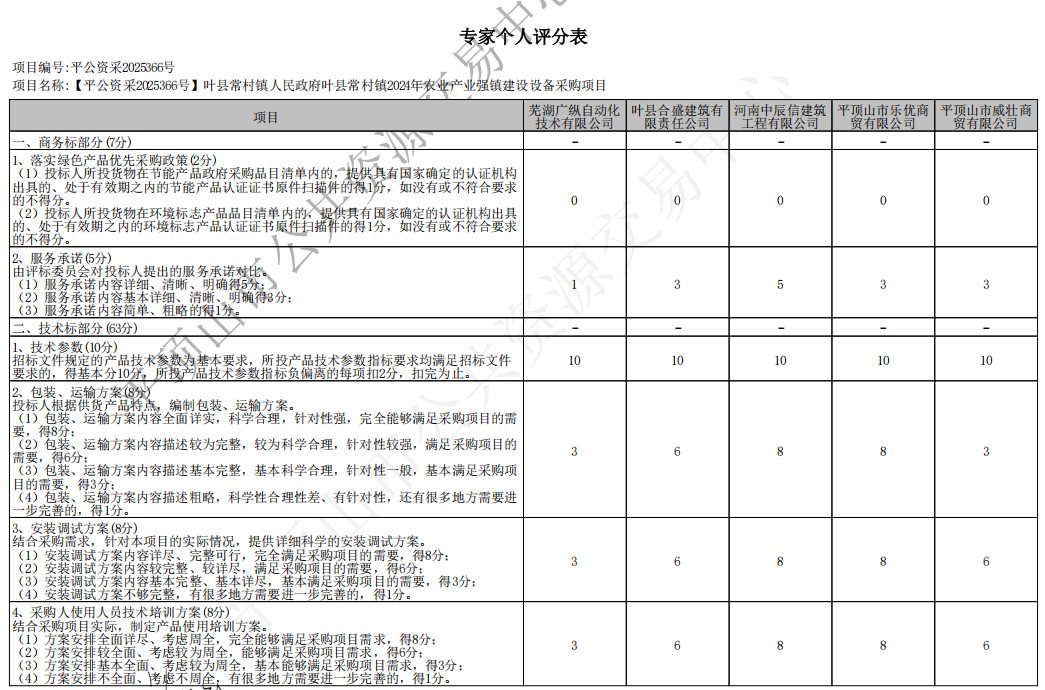 专家个人评分表
项目编号:平公资采2025366号
项目名称:【平公资采2025366号】叶县常村镇人民政府叶县常村镇2024年农业产业强镇建设设备采购项目
项目 芜湖广纵自动化技术有限公司 叶县合盛建筑有限责任公司 河南中辰信建筑工程有限公司 平顶山市乐优商贸有限公司 平顶山市威壮商贸有限公司
一、商务标部分(7分) - - - - -
1、落实绿色产品优先采购政策(2分)
（1）投标人所投货物在节能产品政府采购品目清单内的，提供具有国家确定的认证机构
出具的、处于有效期之内的节能产品认证证书原件扫描件的得1分，如没有或不符合要求
的不得分。
（2）投标人所投货物在环境标志产品品目清单内的，提供具有国家确定的认证机构出具
的、处于有效期之内的环境标志产品认证证书原件扫描件的得1分，如没有或不符合要求
的不得分。
0 0 0 0 0
2、服务承诺(5分)
由评标委员会对投标人提出的服务承诺对比。
（1）服务承诺内容详细、清晰、明确得5分；
（2）服务承诺内容基本详细、清晰、明确得3分；
（3）服务承诺内容简单、粗略的得1分。
1 3 5 3 3
二、技术标部分(63分) - - - - -
1、技术参数(10分)
招标文件规定的产品技术参数为基本要求，所投产品技术参数指标要求均满足招标文件
要求的，得基本分10分，所投产品技术参数指标负偏离的每项扣2分，扣完为止。
10 10 10 10 10
2、包装、运输方案(8分)
投标人根据供货产品特点，编制包装、运输方案。
（1）包装、运输方案内容全面详实，科学合理，针对性强，完全能够满足采购项目的需
要，得8分；
（2）包装、运输方案内容描述较为完整，较为科学合理，针对性较强，满足采购项目的
需要，得6分；
（3）包装、运输方案内容描述基本完整，基本科学合理，针对性一般，基本满足采购项
目的需要，得3分；
（4）包装、运输方案内容描述粗略，科学性合理性差、有针对性，还有很多地方需要进
一步完善的，得1分。
3 6 8 8 3
3、安装调试方案(8分)
结合采购需求，针对本项目的实际情况，提供详细科学的安装调试方案。
（1）安装调试方案内容详尽、完整可行，完全满足采购项目的需要，得8分；
（2）安装调试方案内容较完整、较详尽，满足采购项目的需要，得6分；
（3）安装调试方案内容基本完整、基本详尽，基本满足采购项目的需要，得3分；
（4）安装调试方案不够完整，有很多地方需要进一步完善的，得1分。
3 6 8 8 6
4、采购人使用人员技术培训方案(8分)
结合采购项目实际，制定产品使用培训方案。
（1）方案安排全面详尽、考虑周全，完全能够满足采购项目需求，得8分；
（2）方案安排较全面、考虑较为周全，能够满足采购项目需求，得6分；
（3）方案安排基本全面、考虑较为周全，基本能够满足采购项目需求，得3分；
（4）方案安排不全面、考虑不周全，有很多地方需要进一步完善的，得1分。
3 6 8 8 6
平顶山市公共资源交易中心
平顶山市公共资源交易中心